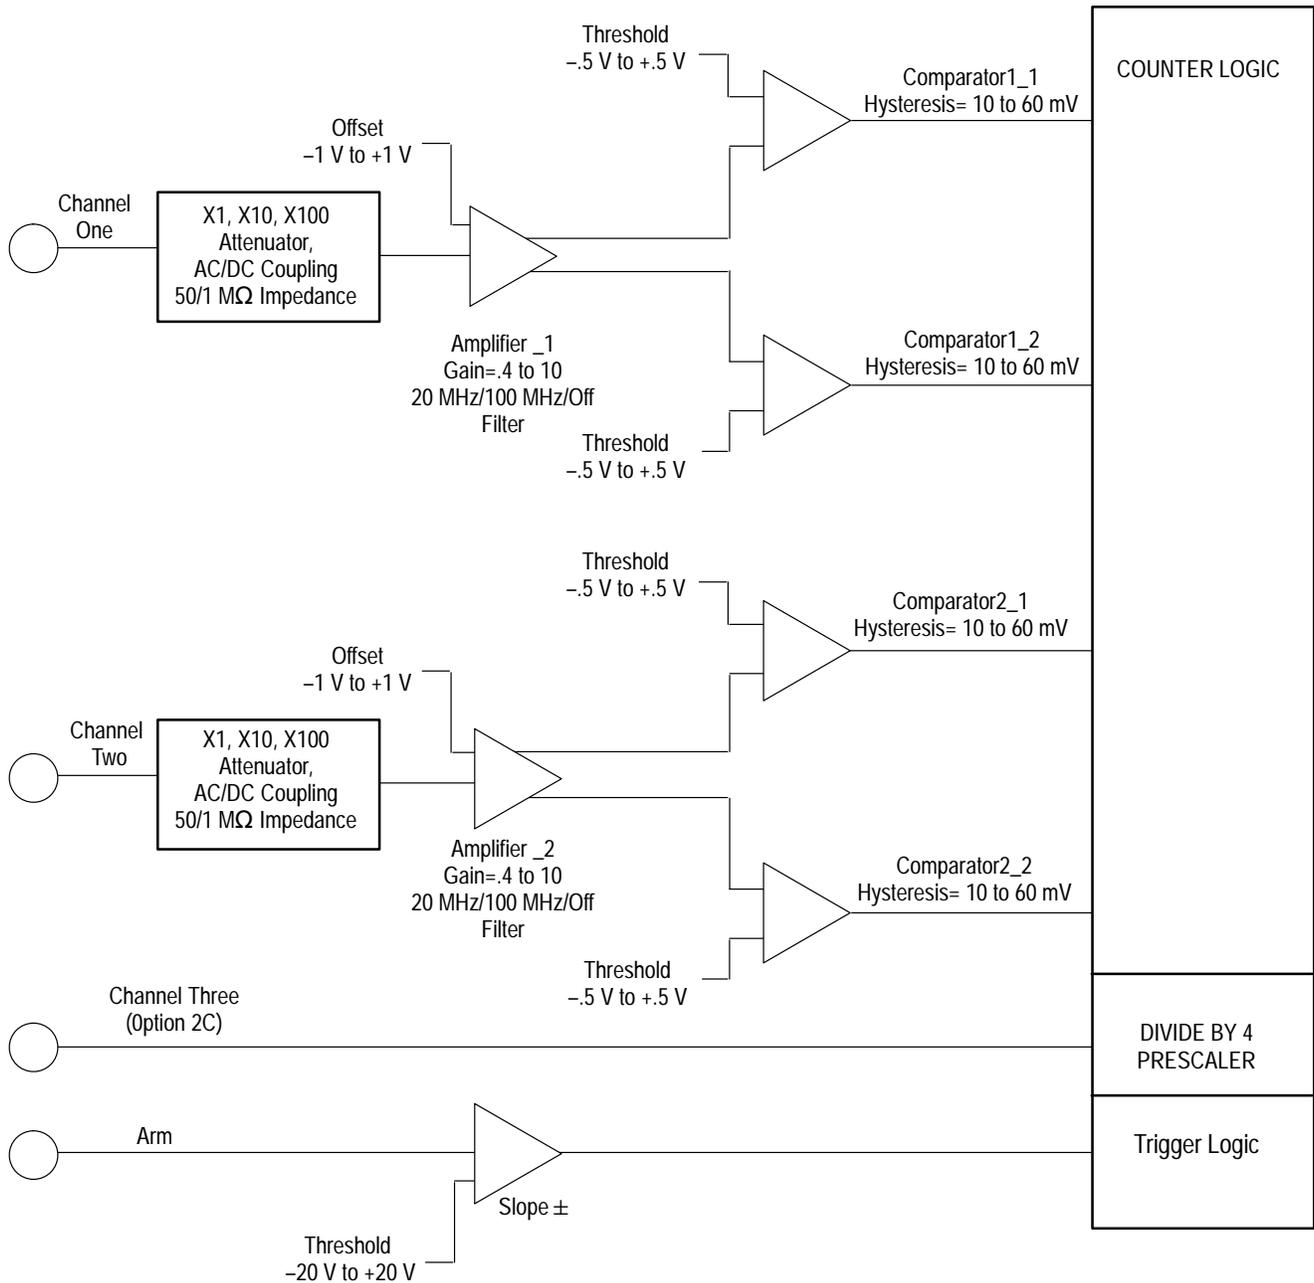 Threshold
–.5 V to +.5 V
Comparator1_1
Hysteresis= 10 to 60 mV
COUNTER LOGIC
Offset
–1 V to +1 V
Channel
One
X1, X10, X100
Attenuator,
AC/DC Coupling
50/1 MΩ Impedance
Amplifier _1
Gain=.4 to 10
20 MHz/100 MHz/Off
Filter
Comparator1_2
Hysteresis= 10 to 60 mV
Threshold
–.5 V to +.5 V
Threshold
–.5 V to +.5 V
Comparator2_1
Hysteresis= 10 to 60 mV
Offset
–1 V to +1 V
Channel
Two
X1, X10, X100
Attenuator,
AC/DC Coupling
50/1 MΩ Impedance
Amplifier _2
Gain=.4 to 10
20 MHz/100 MHz/Off
Filter
Comparator2_2
Hysteresis= 10 to 60 mV
Threshold
–.5 V to +.5 V
Channel Three
(0ption 2C)
DIVIDE BY 4
PRESCALER
Arm
Trigger Logic
Slope ±
Threshold
–20 V to +20 V